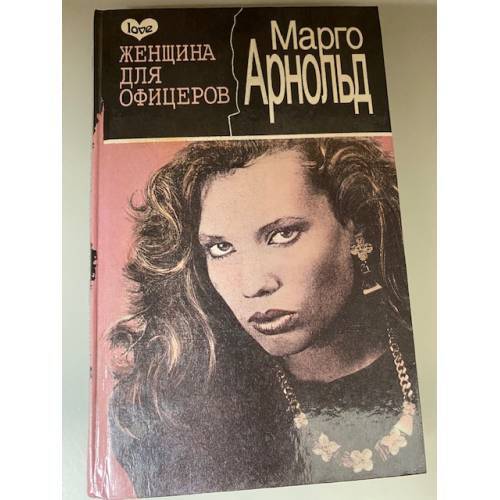 love
ЖЕНЩИНА
ДЛЯ
ОФИЦЕРОВ
Марго
Арнольд